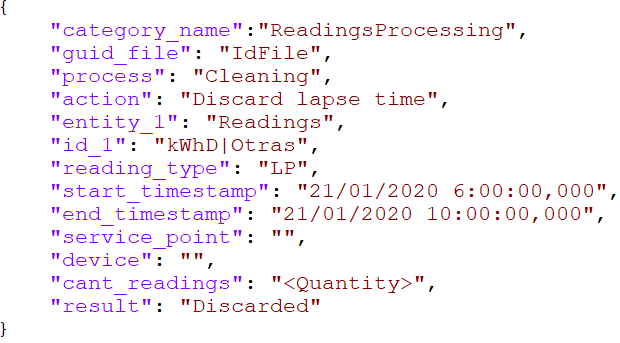 {
    "category_name":"ReadingsProcessing",
    "guid_file": "IdFile",
    "process": "Cleaning",
    "action": "Discard lapse time",
    "entity_1": "Readings",
    "id_1": "kWhD|Otras",
    "reading_type": "LP",
    "start_timestamp": "21/01/2020 6:00:00,000",
    "end_timestamp": "21/01/2020 10:00:00,000",
    "service_point": "",
    "device": "",
    "cant_readings": "<Quantity>",
    "result": "Discarded"
}